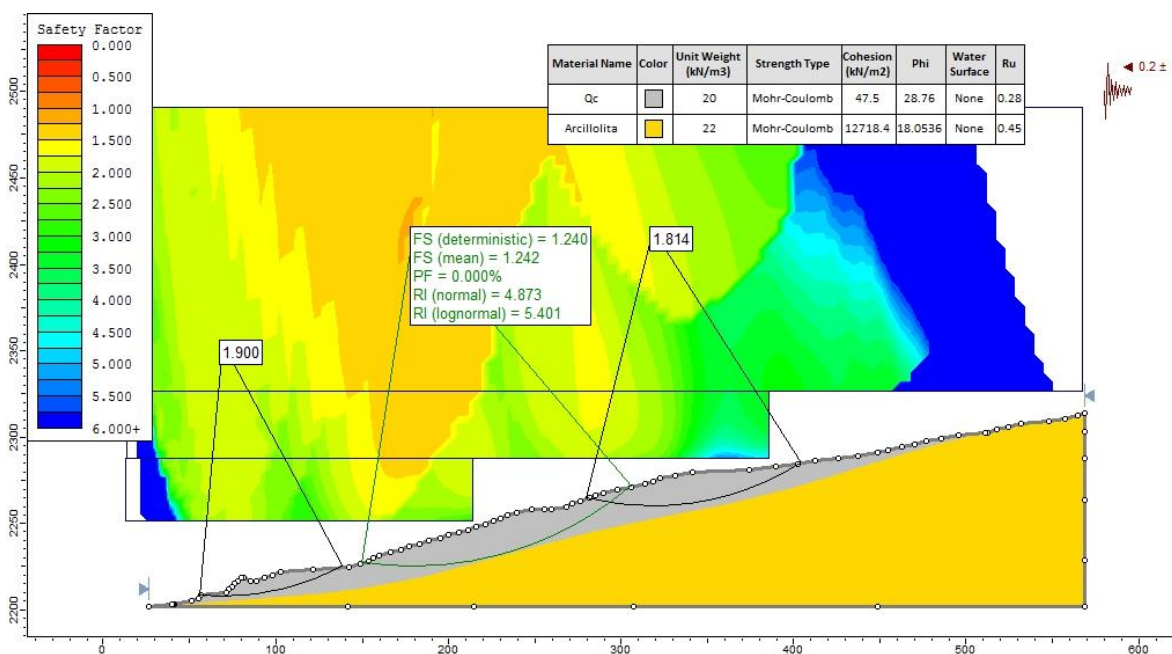 Safety Factor
0.000
0.500
1.000
1.500
2.000
2.500
3.000
3.500
4.000
4.500
5.000
5.500
6.000+
Material Name Color Unit Weight (kN/m3) Strength Type Cohesion (kN/m2) Phi Water Surface Ru
Qc 20 Mohr-Coulomb 47.5 28.76 None 0.28
Arcillolita 22 Mohr-Coulomb 12718.4 18.0536 None 0.45
0.2 ±
FS (deterministic) = 1.240
FS (mean) = 1.242
PF = 0.000%
RI (normal) = 4.873
RI (lognormal) = 5.401
1.814
1.900
2500
2450
2400
2350
2300
2250
2200
0 100 200 300 400 500 600